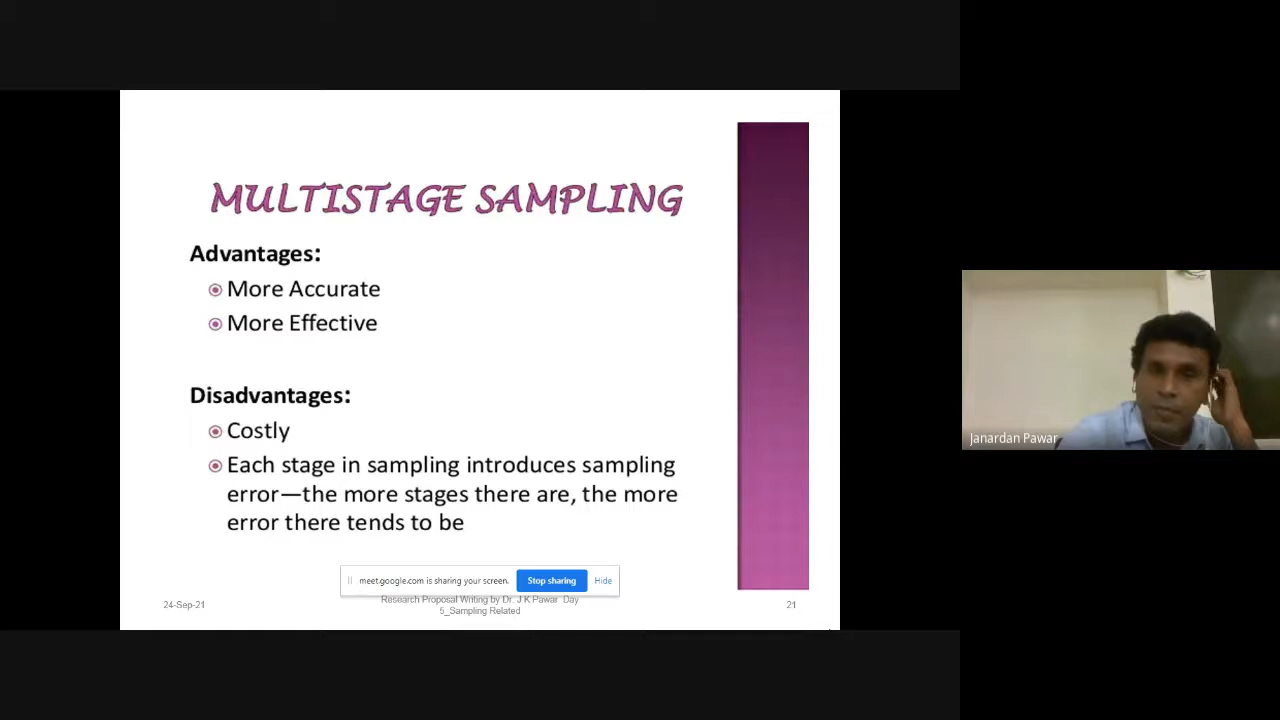 MULTISTAGE SAMPLING
Advantages:
More Accurate
More Effective
Disadvantages:
Costly
Each stage in sampling introduces sampling
error—the more stages there are, the more
error there tends to be
meet.google.com is sharing your screen. Stop sharing Hide
24-Sep-21
Research Proposal Writing by Dr. J K Pawar Day
5_Sampling Related
21
Janardan Pawar